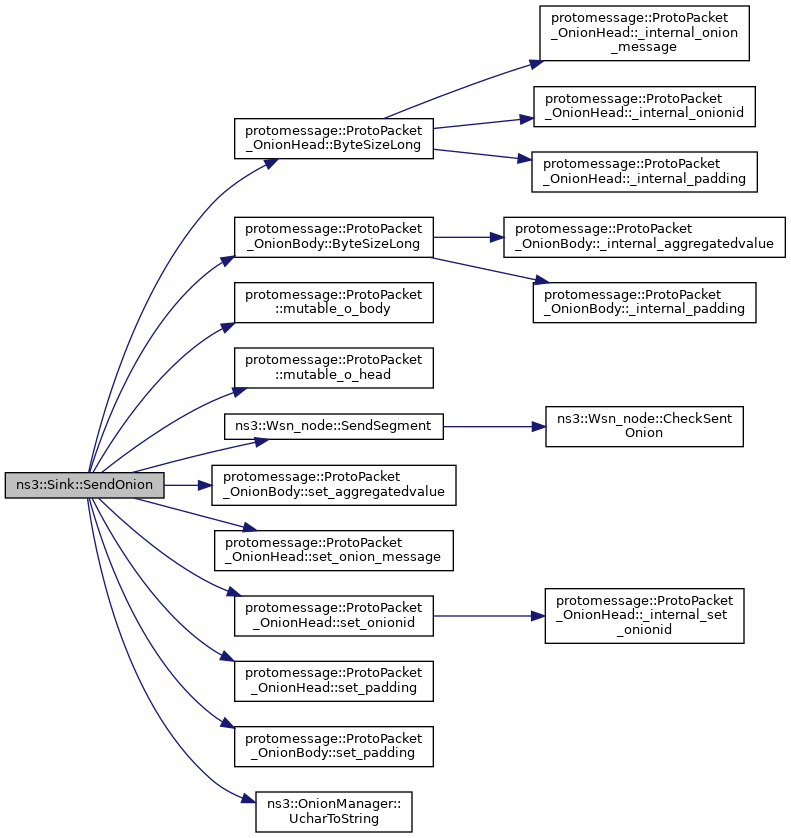 protomessage::ProtoPacket
_OnionHead::_internal_onion
_message
protomessage::ProtoPacket
_OnionHead::_internal_onionid
protomessage::ProtoPacket
_OnionHead::ByteSizeLong
protomessage::ProtoPacket
_OnionHead::_internal_padding
protomessage::ProtoPacket
_OnionBody::ByteSizeLong
protomessage::ProtoPacket
_OnionBody::_internal_aggregatedvalue
protomessage::ProtoPacket
::mutable_o_body
protomessage::ProtoPacket
_OnionBody::_internal_padding
protomessage::ProtoPacket
::mutable_o_head
ns3::Wsn_node::SendSegment
ns3::Wsn_node::CheckSent
Onion
ns3::Sink::SendOnion
protomessage::ProtoPacket
_OnionBody::set_aggregatedvalue
protomessage::ProtoPacket
_OnionHead::set_onion_message
protomessage::ProtoPacket
_OnionHead::set_onionid
protomessage::ProtoPacket
_OnionHead::_internal_set
_onionid
protomessage::ProtoPacket
_OnionHead::set_padding
protomessage::ProtoPacket
_OnionBody::set_padding
ns3::OnionManager::
UcharToString